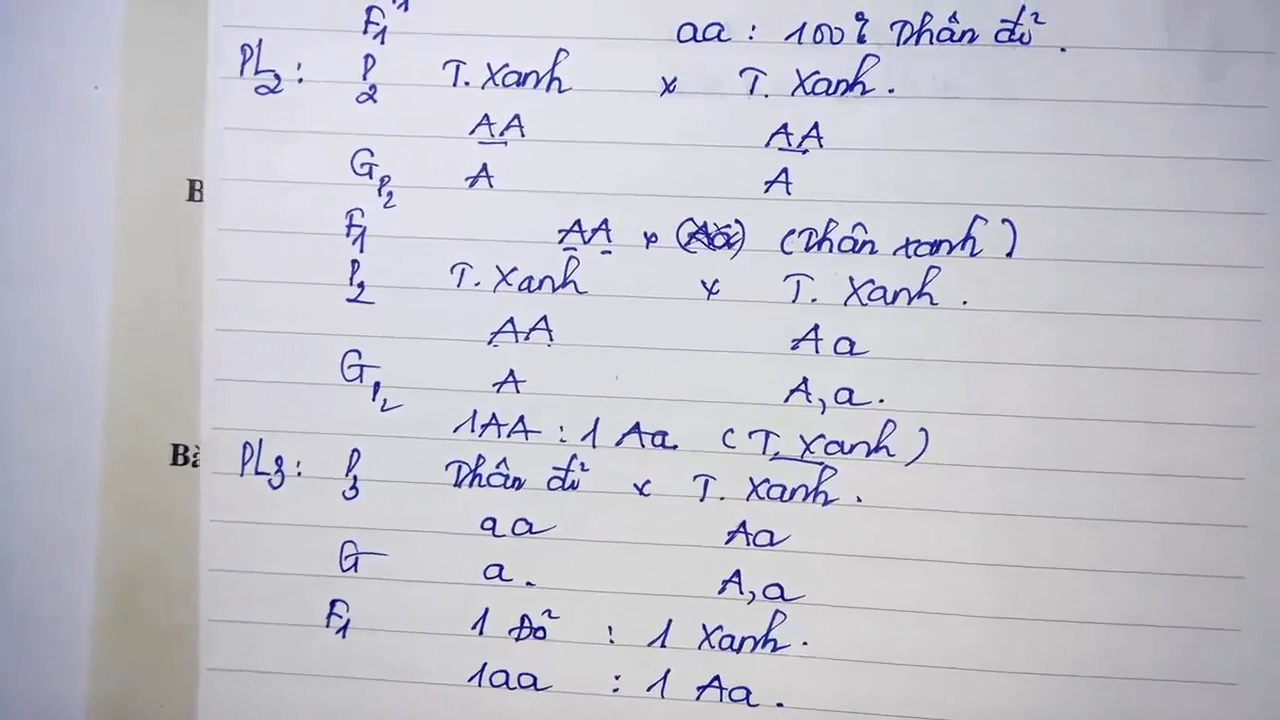 F1 aa : 100% Thân đỏ.
PL2: P2 T. Xanh x T. Xanh.
AA AA
GP2 A A
F1 AA x (Thân xanh)
P2 T. Xanh x T. Xanh.
AA Aa
GP2 A A, a.
1AA : 1 Aa (T. Xanh)
PL3: P3 Thân đỏ x T. Xanh.
aa Aa
G a. A, a
F1 1 Đỏ : 1 Xanh.
1aa : 1 Aa.
B
Bà